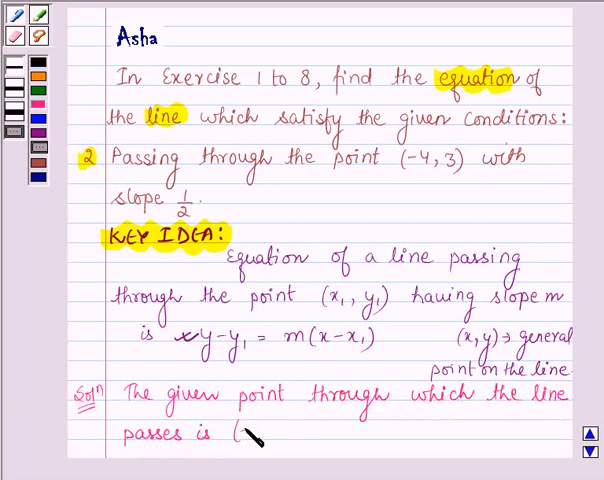 Asha
In Exercise 1 to 8, find the equation of
the line which satisfy the given conditions:
2 Passing through the point (-4, 3) with
slope 1/2.
KEY IDEA:
Equation of a line passing
through the point (x₁, y₁) having slope m
is y-y₁ = m(x-x₁) (x, y) → general
point on the line
Solⁿ The given point through which the line
passes is (-